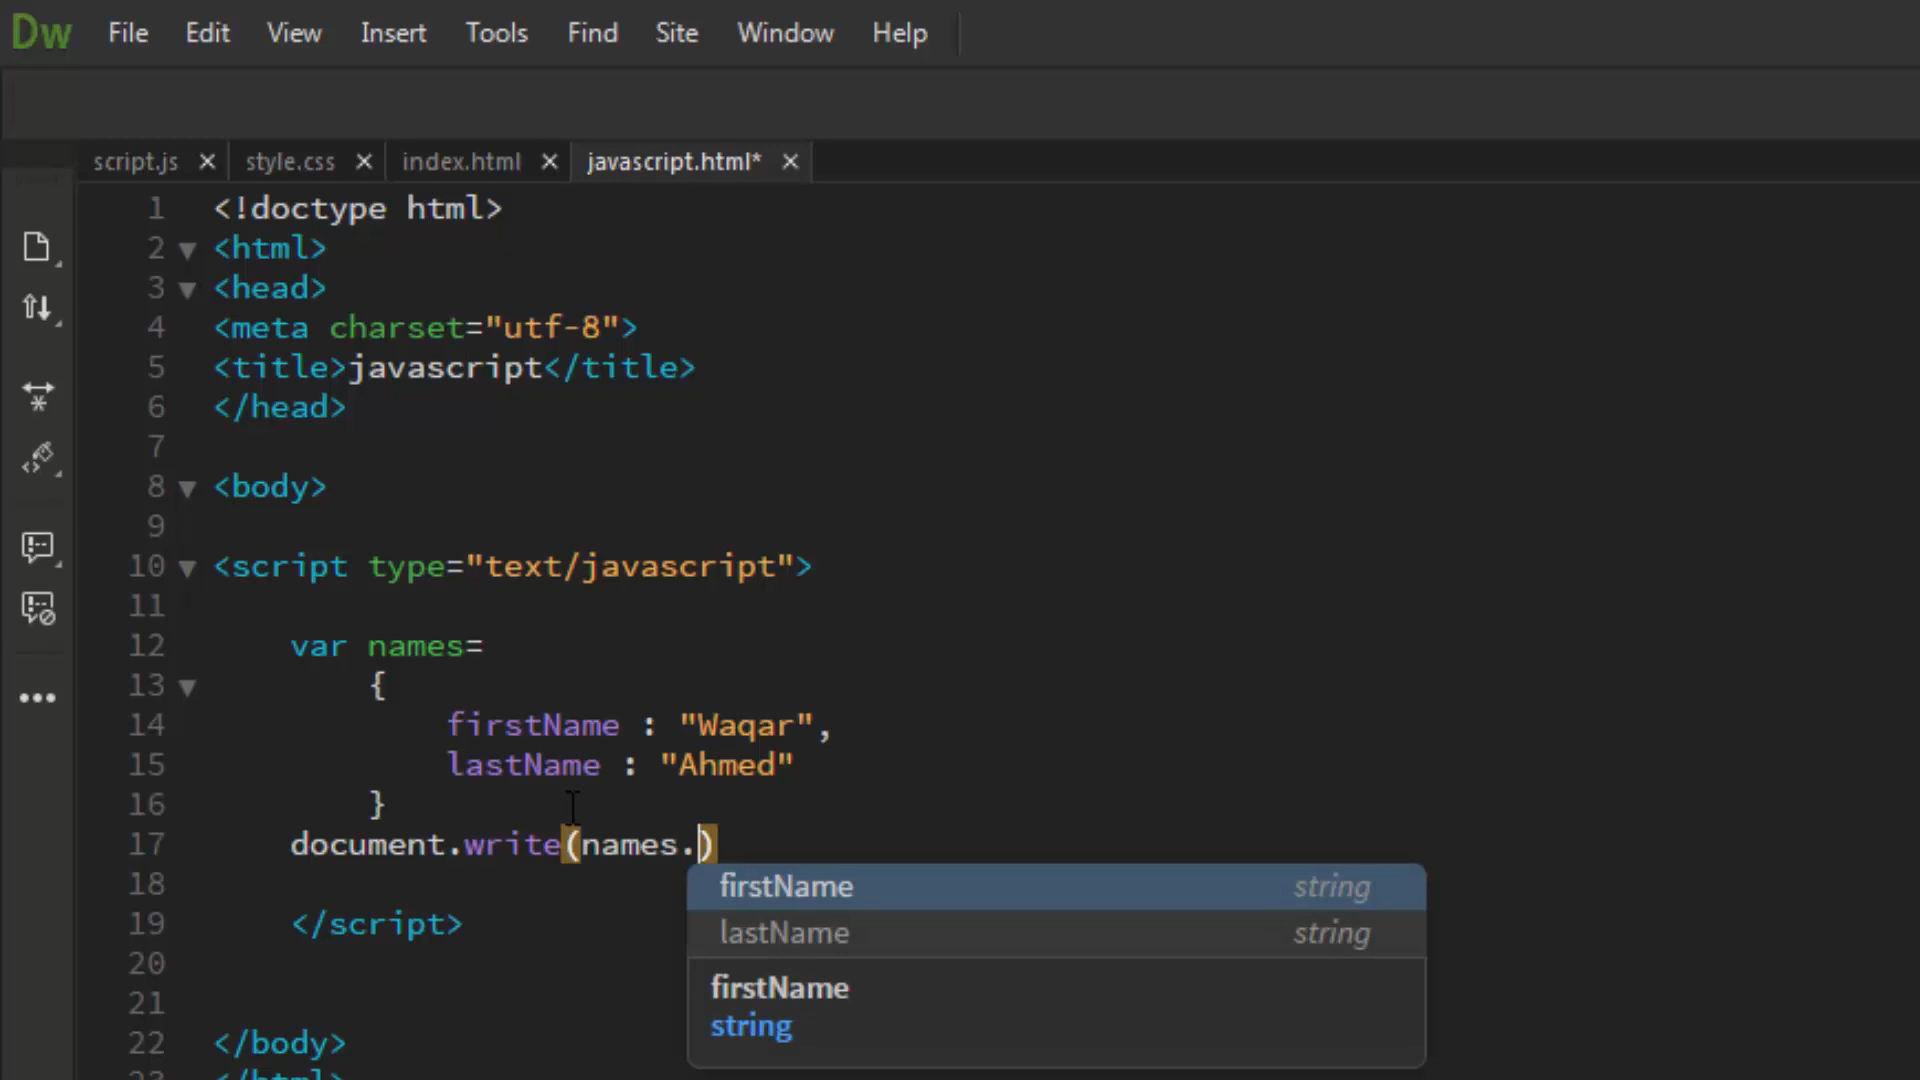 Dw File Edit View Insert Tools Find Site Window Help
script.js × style.css × index.html × javascript.html* ×
1 <!doctype html>
2 <html>
3 <head>
4 <meta charset="utf-8">
5 <title>javascript</title>
6 </head>
7
8 <body>
9
10 <script type="text/javascript">
11
12 var names=
13 {
14 firstName : "Waqar",
15 lastName : "Ahmed"
16 }
17 document.write(names.)
18
19 </script>
20
21
22 </body>
23 </html>
firstName string
lastName string
firstName
string